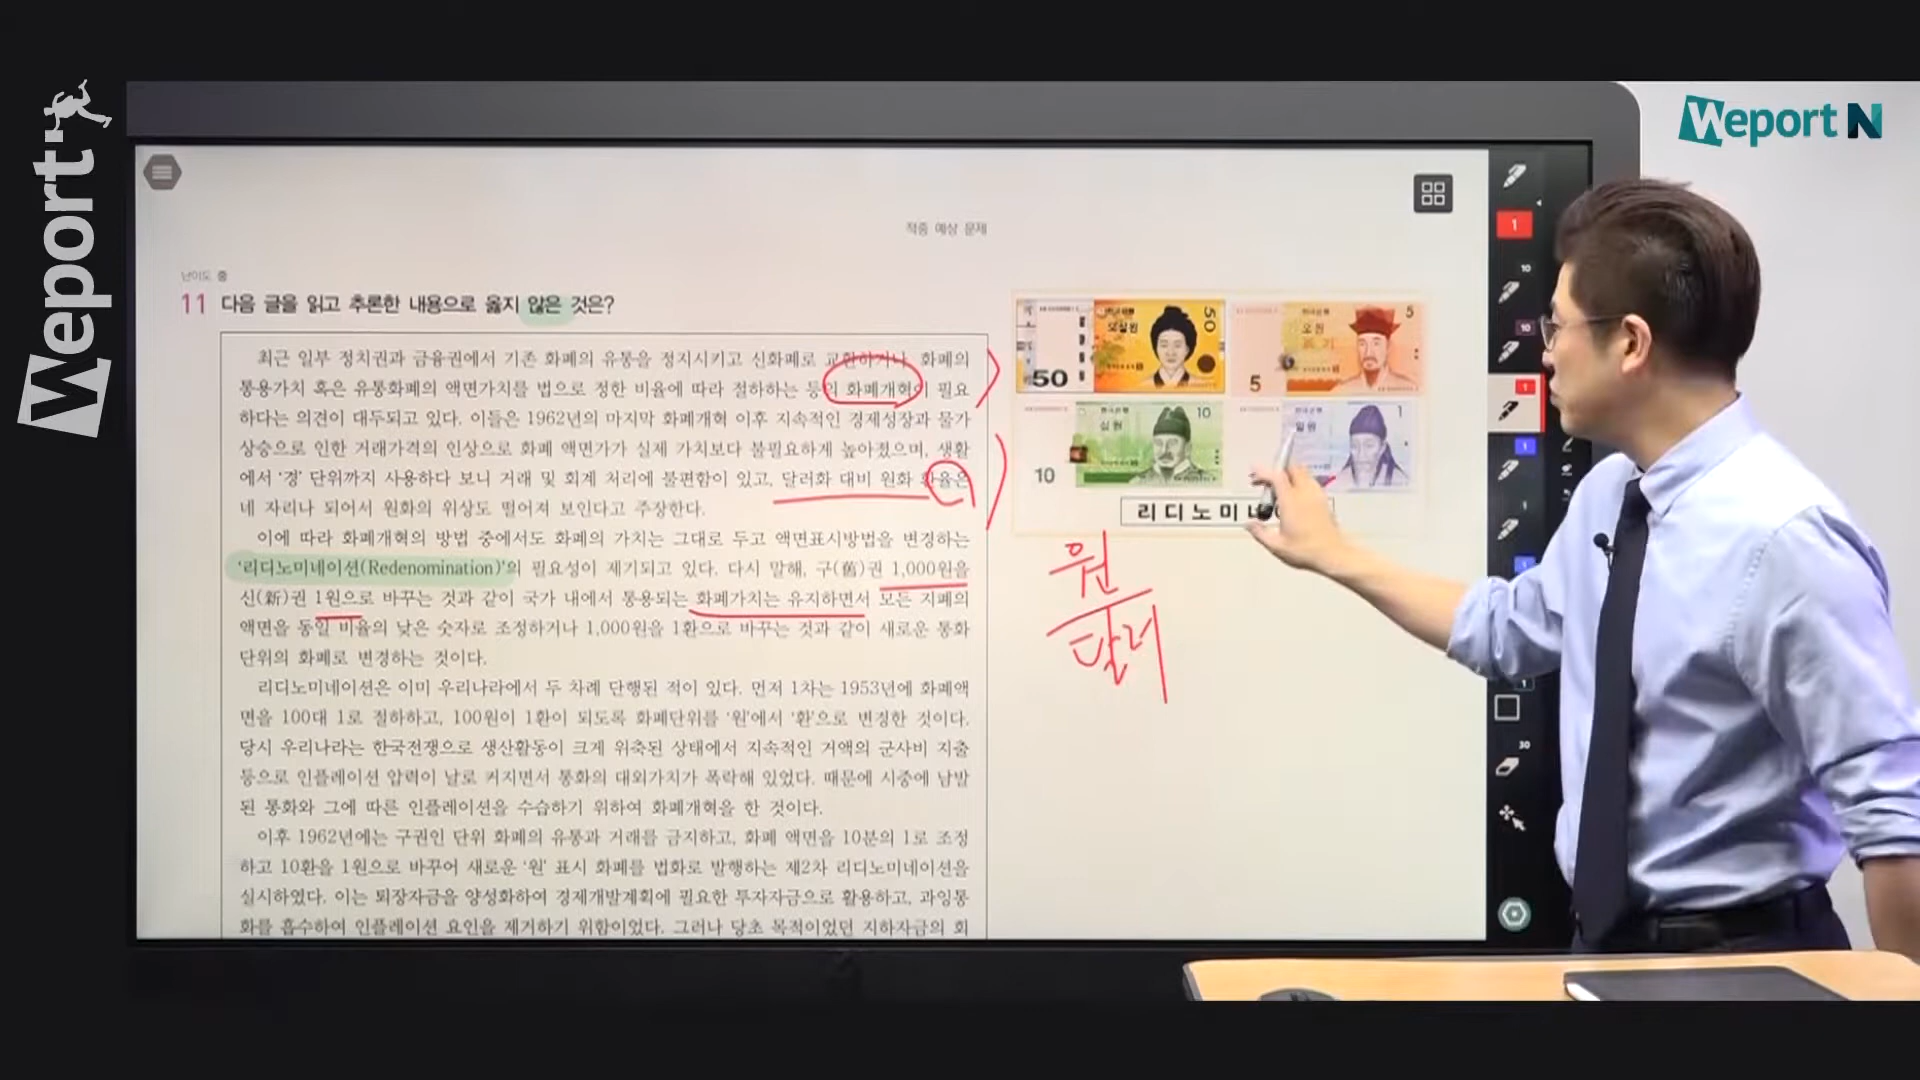 Weport's
Weport N
적중 예상 문제
난이도 중
11 다음 글을 읽고 추론한 내용으로 옳지 않은 것은?
최근 일부 정치권과 금융권에서 기존 화폐의 유통을 정지시키고 신화폐로 교환하거나, 화폐의
통용가치 혹은 유통화폐의 액면가치를 법으로 정한 비율에 따라 절하하는 등의 화폐개혁이 필요
하다는 의견이 대두되고 있다. 이들은 1962년의 마지막 화폐개혁 이후 지속적인 경제성장과 물가
상승으로 인한 거래가격의 인상으로 화폐 액면가가 실제 가치보다 불필요하게 높아졌으며, 생활
에서 '경' 단위까지 사용하다 보니 거래 및 회계 처리에 불편함이 있고, 달러화 대비 원화 환율은
네 자리나 되어서 원화의 위상도 떨어져 보인다고 주장한다.
이에 따라 화폐개혁의 방법 중에서도 화폐의 가치는 그대로 두고 액면표시방법을 변경하는
'리디노미네이션(Redenomination)'의 필요성이 제기되고 있다. 다시 말해, 구(舊)권 1,000원을
신(新)권 1원으로 바꾸는 것과 같이 국가 내에서 통용되는 화폐가치는 유지하면서 모든 지폐의
액면을 동일 비율의 낮은 숫자로 조정하거나 1,000원을 1환으로 바꾸는 것과 같이 새로운 통화
단위의 화폐로 변경하는 것이다.
리디노미네이션은 이미 우리나라에서 두 차례 단행된 적이 있다. 먼저 1차는 1953년에 화폐액
면을 100대 1로 절하하고, 100원이 1환이 되도록 화폐단위를 '원'에서 '환'으로 변경한 것이다.
당시 우리나라는 한국전쟁으로 생산활동이 크게 위축된 상태에서 지속적인 거액의 군사비 지출
등으로 인플레이션 압력이 날로 커지면서 통화의 대외가치가 폭락해 있었다. 때문에 시중에 남발
된 통화와 그에 따른 인플레이션을 수습하기 위하여 화폐개혁을 한 것이다.
이후 1962년에는 구권인 단위 화폐의 유통과 거래를 금지하고, 화폐 액면을 10분의 1로 조정
하고 10환을 1원으로 바꾸어 새로운 '원' 표시 화폐를 법화로 발행하는 제2차 리디노미네이션을
실시하였다. 이는 퇴장자금을 양성화하여 경제개발계획에 필요한 투자자금으로 활용하고, 과잉통
화를 흡수하여 인플레이션 요인을 제거하기 위함이었다. 그러나 당초 목적이었던 지하자금의 회
50 오십원 50
5 오원 5
10 십원 10
일원 1
리디노미네
원
달러
1
10
10
1
1
1
1
1
30